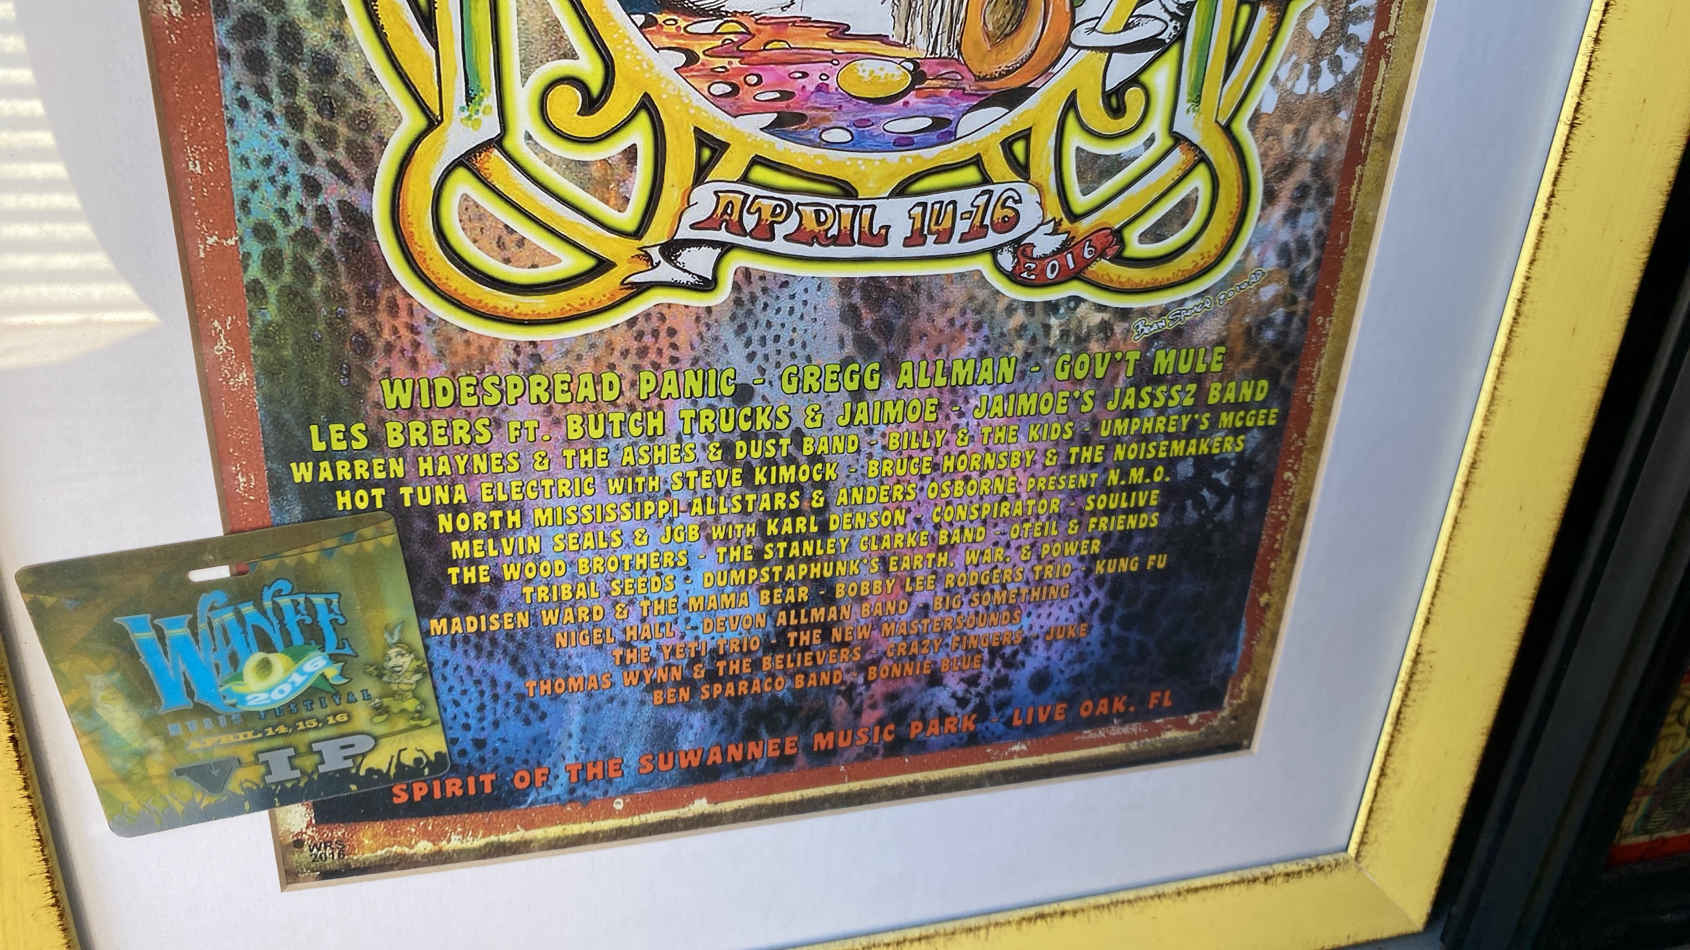 APRIL 14-16
2016
WIDESPREAD PANIC - GREGG ALLMAN - GOV'T MULE
LES BRERS FT. BUTCH TRUCKS & JAIMOE - JAIMOE'S JASSSZ BAND
WARREN HAYNES & THE ASHES & DUST BAND - BILLY & THE KIDS - UMPHREY'S MCGEE
HOT TUNA ELECTRIC WITH STEVE KIMOCK - BRUCE HORNSBY & THE NOISEMAKERS
NORTH MISSISSIPPI ALLSTARS & ANDERS OSBORNE PRESENT N.M.O.
MELVIN SEALS & JGB WITH KARL DENSON - CONSPIRATOR - SOULIVE
THE WOOD BROTHERS - THE STANLEY CLARKE BAND - OTEIL & FRIENDS
TRIBAL SEEDS - DUMPSTAPHUNK'S EARTH, WAR, & POWER
MADISEN WARD & THE MAMA BEAR - BOBBY LEE RODGERS TRIO - KUNG FU
NIGEL HALL - DEVON ALLMAN BAND - BIG SOMETHING
THE YETI TRIO - THE NEW MASTERSOUNDS
THOMAS WYNN & THE BELIEVERS - CRAZY FINGERS - JUKE
BEN SPARACO BAND - BONNIE BLUE
SPIRIT OF THE SUWANNEE MUSIC PARK - LIVE OAK, FL
WRS
2016
WANEE
2016
MUSIC FESTIVAL
APRIL 14, 15, 16
VIP